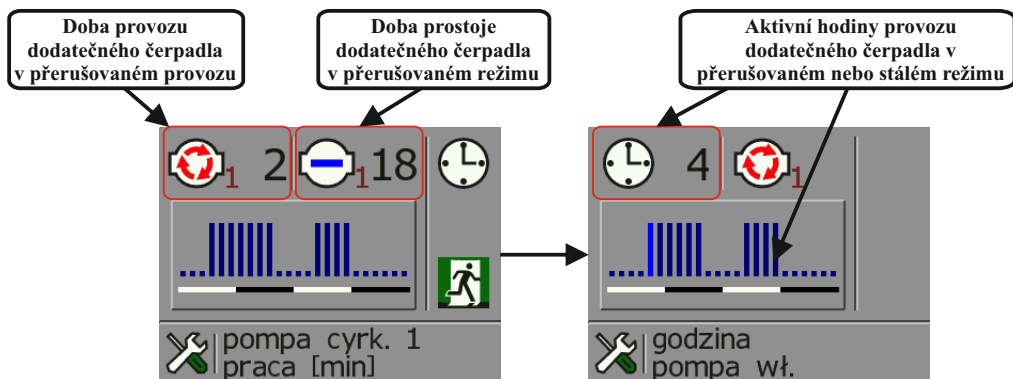 Doba provozu
dodatečného čerpadla
v přerušovaném provozu
Doba prostoje
dodatečného čerpadla
v přerušovaném režimu
Aktivní hodiny provozu
dodatečného čerpadla v
přerušovaném nebo stálém režimu
1 2 1 18
pompa cyrk. 1
praca [min]
4 1
godzina
pompa wł.